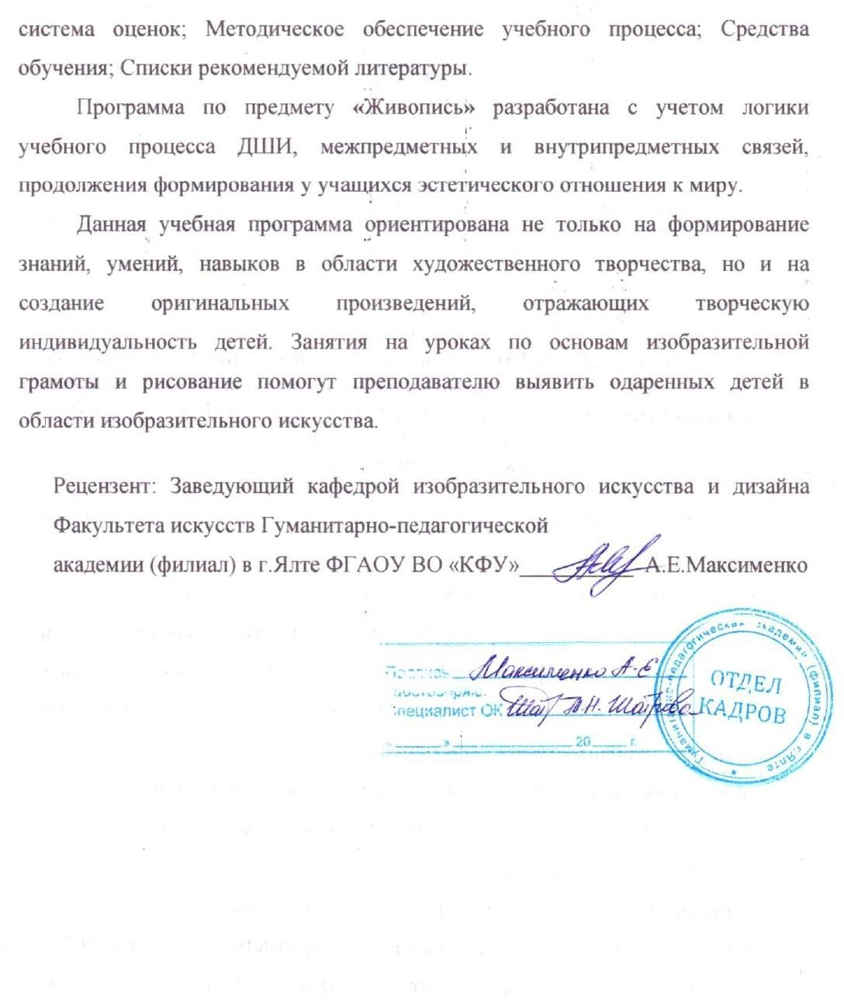 система оценок; Методическое обеспечение учебного процесса; Средства
обучения; Списки рекомендуемой литературы.
Программа по предмету «Живопись» разработана с учетом логики
учебного процесса ДШИ, межпредметных и внутрипредметных связей,
продолжения формирования у учащихся эстетического отношения к миру.
Данная учебная программа ориентирована не только на формирование
знаний, умений, навыков в области художественного творчества, но и на
создание оригинальных произведений, отражающих творческую
индивидуальность детей. Занятия на уроках по основам изобразительной
грамоты и рисование помогут преподавателю выявить одаренных детей в
области изобразительного искусства.
Рецензент: Заведующий кафедрой изобразительного искусства и дизайна
Факультета искусств Гуманитарно-педагогической
академии (филиал) в г.Ялте ФГАОУ ВО «КФУ»____________ А.Е.Максименко
Подпись Максименко А.Е.
удостоверяю:
Специалист ОК Т.Н. Шатрова
« ______ » ______________ 20 ____ г.
Гуманитарно-педагогическая академия (филиал) в г.Ялте *
ОТДЕЛ
КАДРОВ